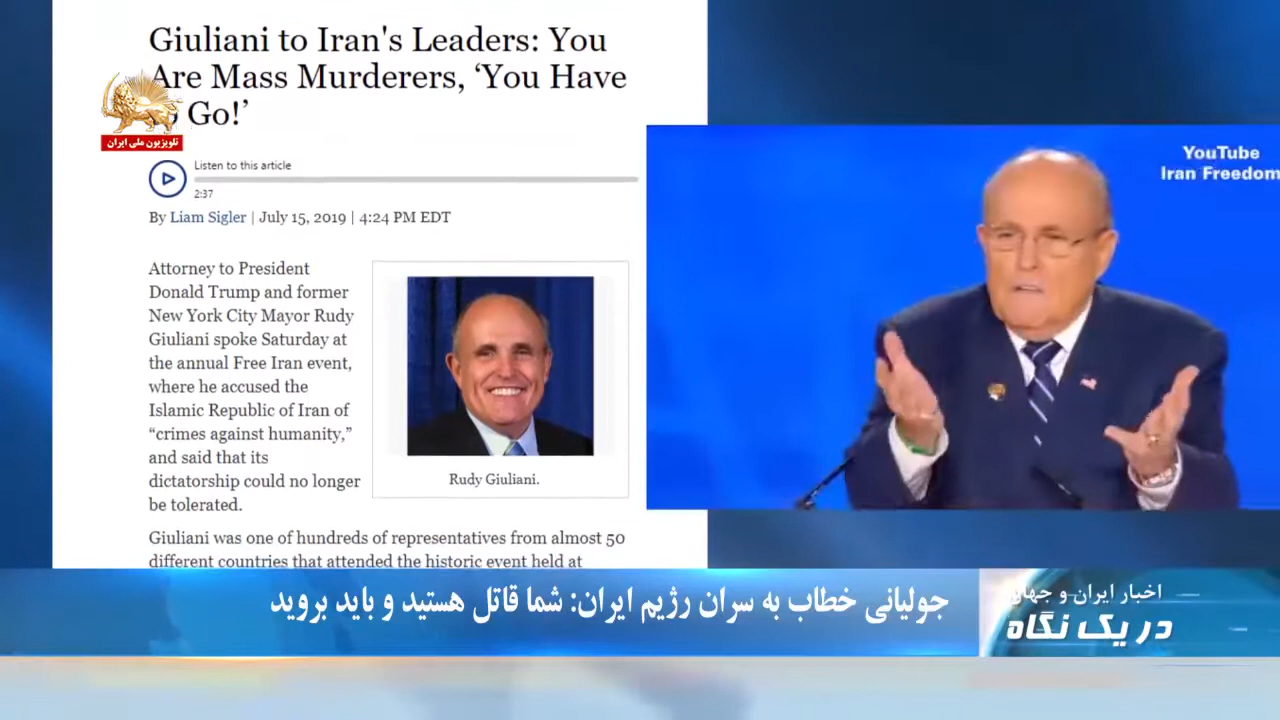 Giuliani to Iran's Leaders: You
Are Mass Murderers, ‘You Have
Go!’
تلویزیون ملی ایران
Listen to this article
2:37
By Liam Sigler | July 15, 2019 | 4:24 PM EDT
Attorney to President
Donald Trump and former
New York City Mayor Rudy
Giuliani spoke Saturday at
the annual Free Iran event,
where he accused the
Islamic Republic of Iran of
“crimes against humanity,”
and said that its
dictatorship could no longer
be tolerated.
Rudy Giuliani.
Giuliani was one of hundreds of representatives from almost 50
different countries that attended the historic event held at
YouTube
Iran Freedom
جولیانی خطاب به سران رژیم ایران: شما قاتل هستید و باید بروید
اخبار ایران و جهان
در یک نگاه